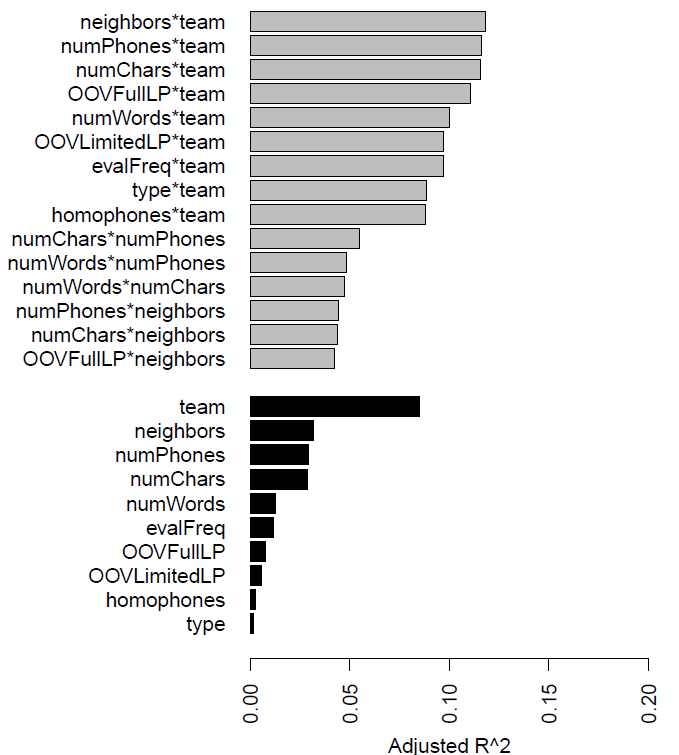 neighbors*team
numPhones*team
numChars*team
OOVFullLP*team
numWords*team
OOVLimitedLP*team
evalFreq*team
type*team
homophones*team
numChars*numPhones
numWords*numPhones
numWords*numChars
numPhones*neighbors
numChars*neighbors
OOVFullLP*neighbors
team
neighbors
numPhones
numChars
numWords
evalFreq
OOVFullLP
OOVLimitedLP
homophones
type
0.00 0.05 0.10 0.15 0.20
Adjusted R^2